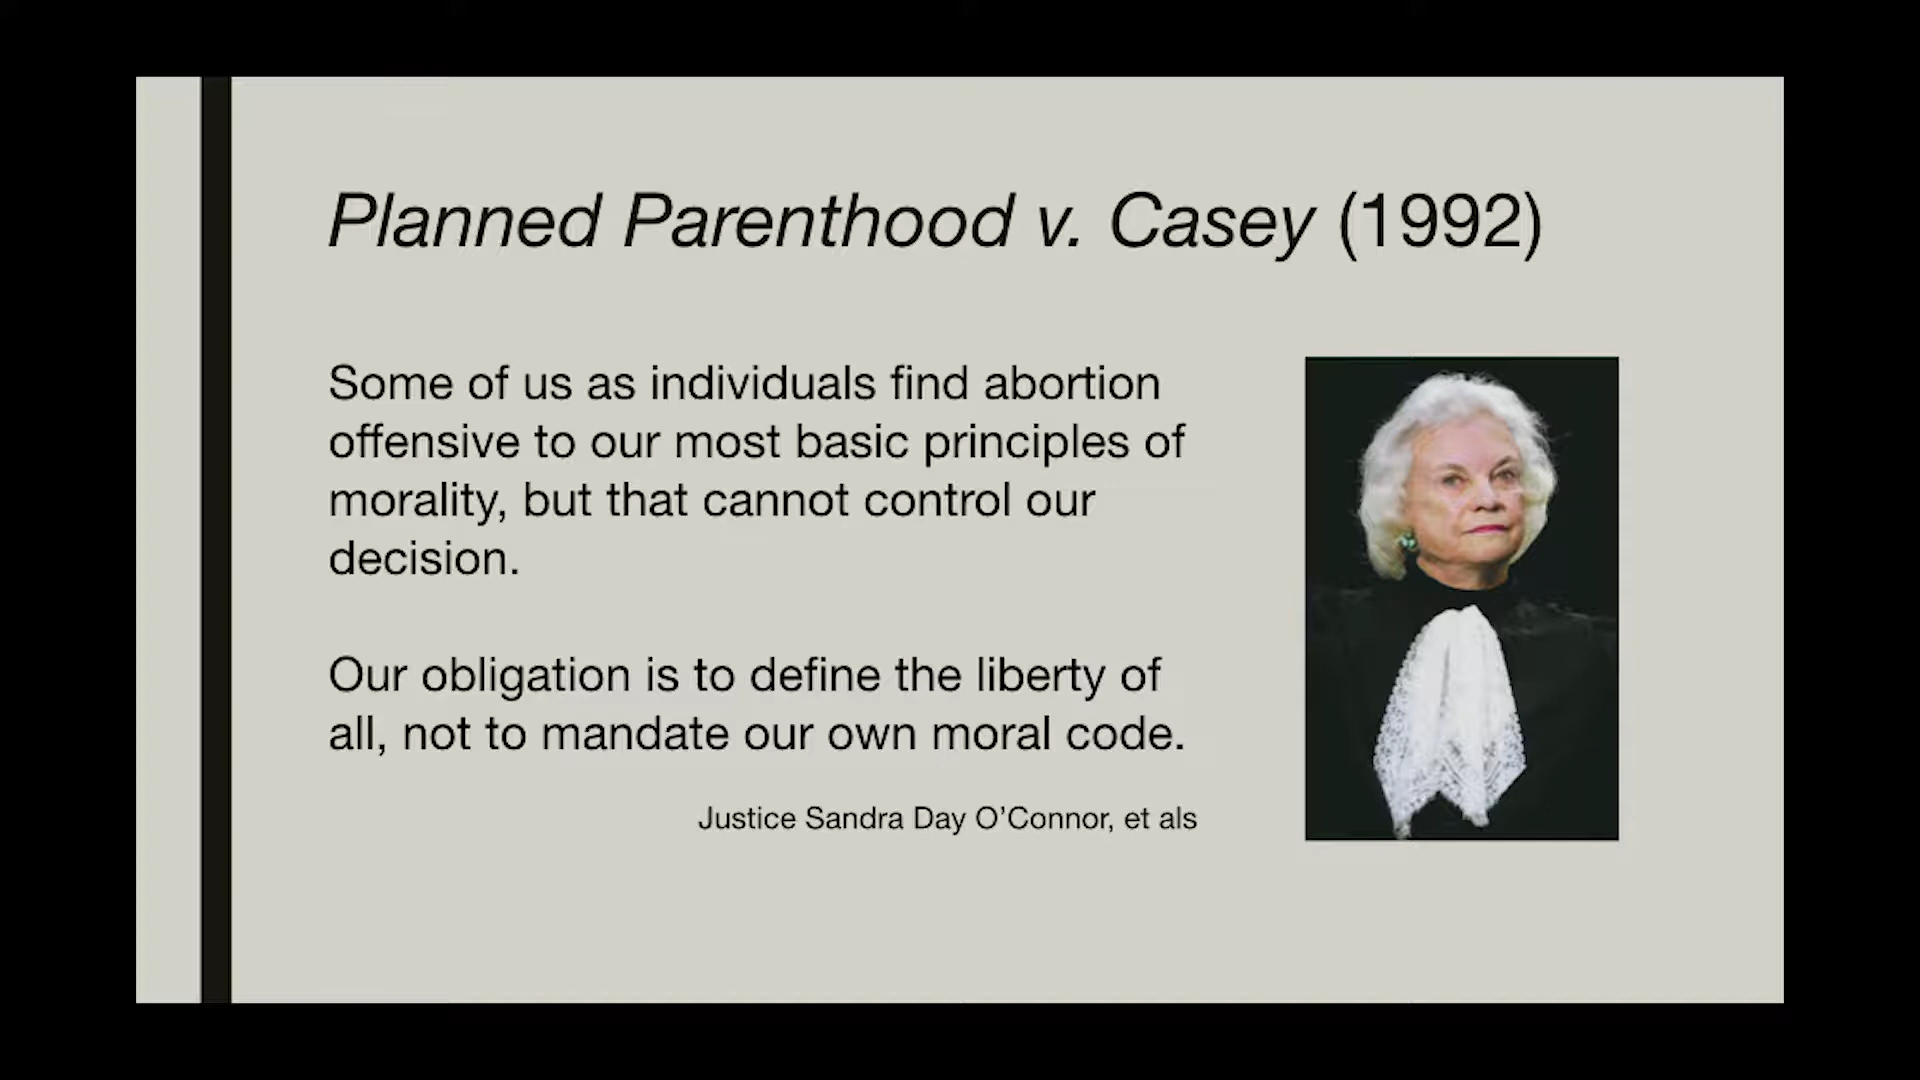 Planned Parenthood v. Casey (1992)
Some of us as individuals find abortion
offensive to our most basic principles of
morality, but that cannot control our
decision.
Our obligation is to define the liberty of
all, not to mandate our own moral code.
Justice Sandra Day O’Connor, et als